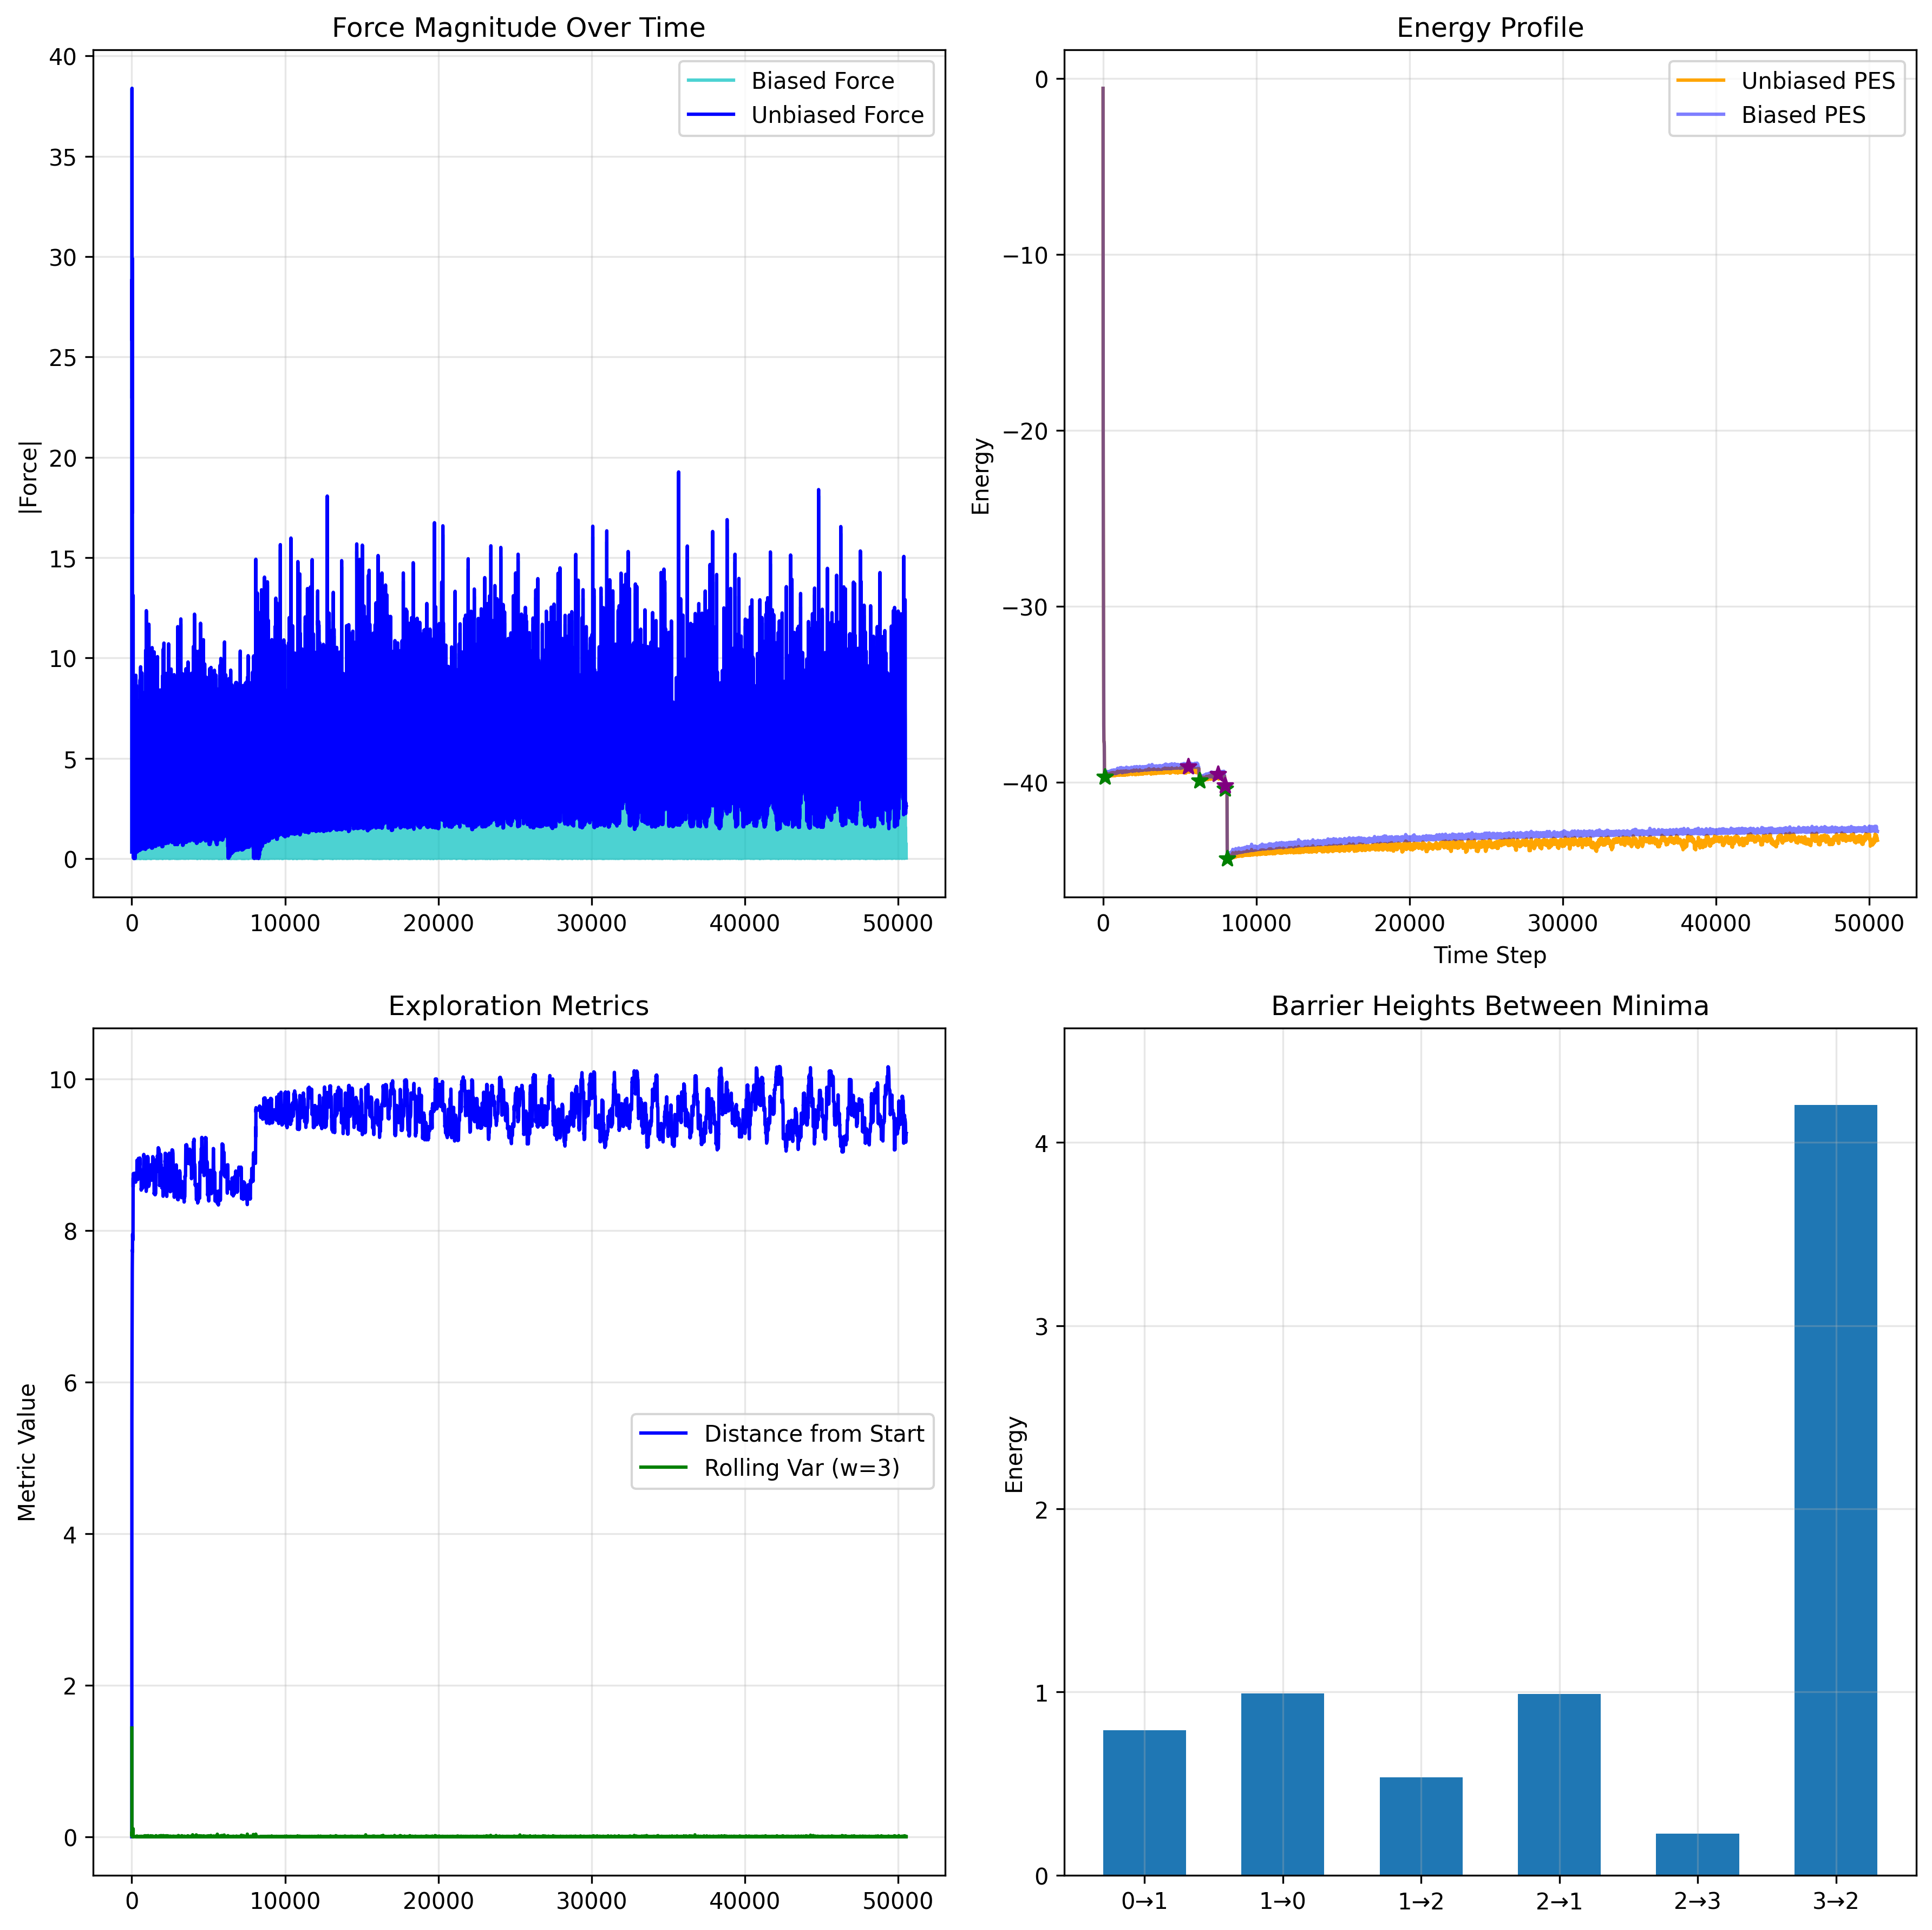 Force Magnitude Over Time
|Force|
40
35
30
25
20
15
10
5
0
0 10000 20000 30000 40000 50000
Biased Force
Unbiased Force
Energy Profile
Energy
0
−10
−20
−30
−40
0 10000 20000 30000 40000 50000
Time Step
Unbiased PES
Biased PES
Exploration Metrics
Metric Value
10
8
6
4
2
0
0 10000 20000 30000 40000 50000
Distance from Start
Rolling Var (w=3)
Barrier Heights Between Minima
Energy
4
3
2
1
0
0→1 1→0 1→2 2→1 2→3 3→2